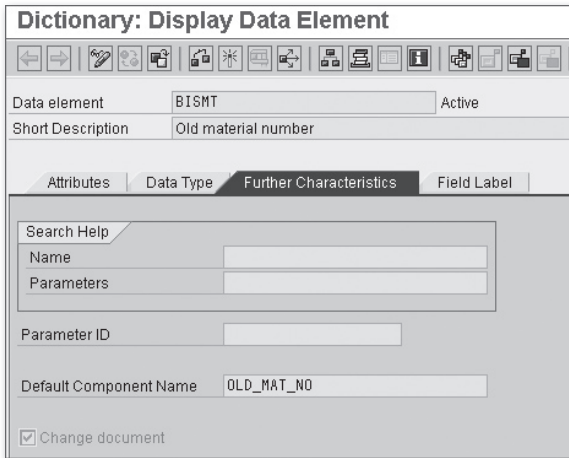 Dictionary: Display Data Element
Data element BISMT Active
Short Description Old material number
Attributes Data Type Further Characteristics Field Label
Search Help
Name
Parameters
Parameter ID
Default Component Name OLD_MAT_NO
Change document